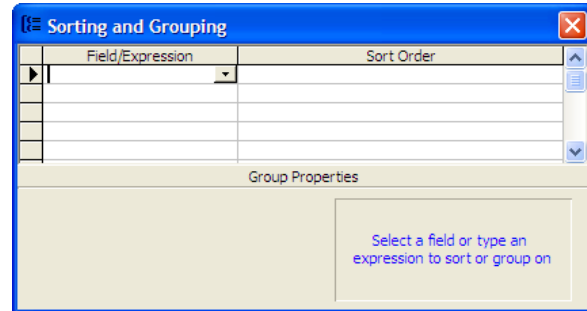 Sorting and Grouping
Field/Expression Sort Order
Group Properties
Select a field or type an
expression to sort or group on